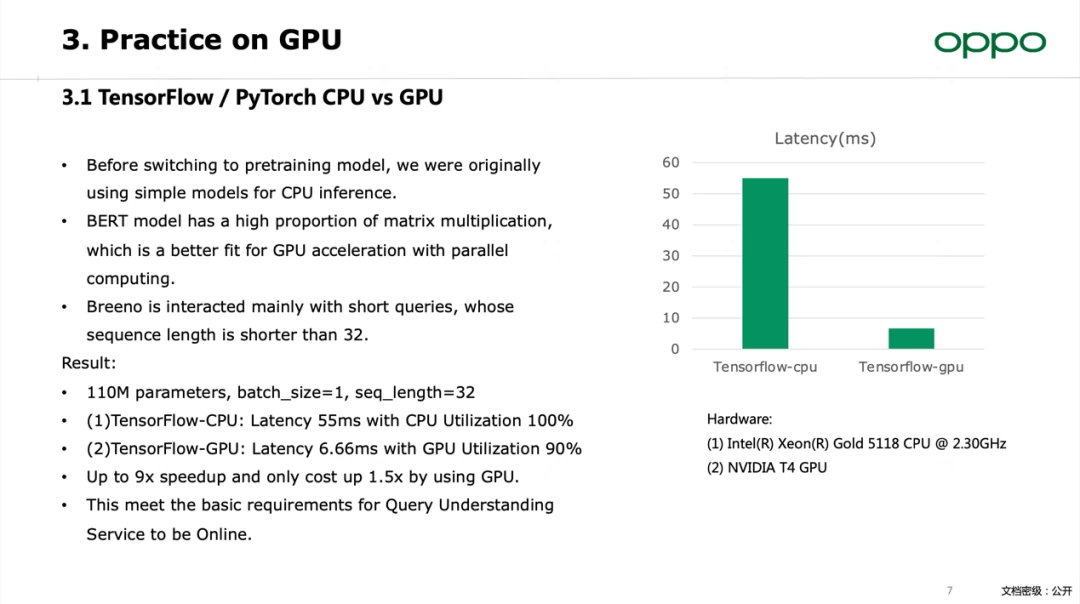 3. Practice on GPU
oppo
3.1 TensorFlow / PyTorch CPU vs GPU
• Before switching to pretraining model, we were originally
using simple models for CPU inference.
• BERT model has a high proportion of matrix multiplication,
which is a better fit for GPU acceleration with parallel
computing.
• Breeno is interacted mainly with short queries, whose
sequence length is shorter than 32.
Result:
• 110M parameters, batch_size=1, seq_length=32
• (1)TensorFlow-CPU: Latency 55ms with CPU Utilization 100%
• (2)TensorFlow-GPU: Latency 6.66ms with GPU Utilization 90%
• Up to 9x speedup and only cost up 1.5x by using GPU.
• This meet the basic requirements for Query Understanding
Service to be Online.
Latency(ms)
60
50
40
30
20
10
0
Tensorflow-cpu Tensorflow-gpu
Hardware:
(1) Intel(R) Xeon(R) Gold 5118 CPU @ 2.30GHz
(2) NVIDIA T4 GPU
7
文档密级：公开